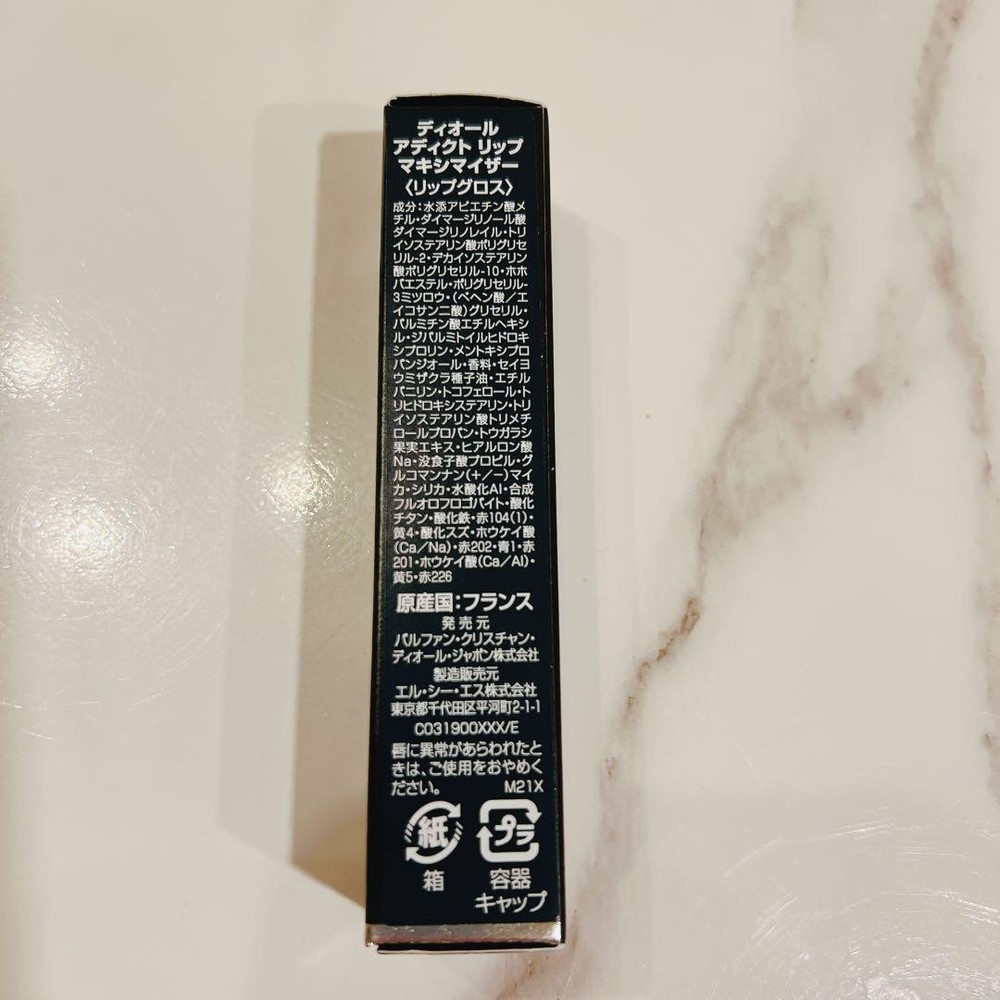 ディオール
アディクト リップ
マキシマイザー
〈リップグロス〉
成分：水添アビエチン酸メ
チル・ダイマージリノール酸
ダイマージリノレイル・トリ
イソステアリン酸ポリグリセ
リル-2・デカイソステアリン
酸ポリグリセリル-10・ホホ
バエステル・ポリグリセリル-
3ミツロウ・(ベヘン酸／エ
イコサン二酸)グリセリル・
パルミチン酸エチルヘキシ
ル・ジパルミトイルヒドロキ
シプロリン・メントキシプロ
パンジオール・香料・セイヨ
ウミザクラ種子油・エチル
バニリン・トコフェロール・ト
リヒドロキシステアリン・トリ
イソステアリン酸トリメチ
ロールプロパン・トウガラシ
果実エキス・ヒアルロン酸
Na・没食子酸プロピル・グ
ルコマンナン(+／−)マイ
カ・シリカ・水酸化Al・合成
フルオロフロゴパイト・酸化
チタン・酸化鉄・赤104(1)・
黄4・酸化スズ・ホウケイ酸
(Ca／Na)・赤202・青1・赤
201・ホウケイ酸(Ca／Al)・
黄5・赤226
原産国：フランス
発売元
パルファン・クリスチャン・
ディオール・ジャポン株式会社
製造販売元
エル・シー・エス株式会社
東京都千代田区平河町2-1-1
C031900XXX/E
唇に異常があらわれたと
きは、ご使用をおやめく
ださい。 M21X
紙 プラ
箱 容器
キャップ